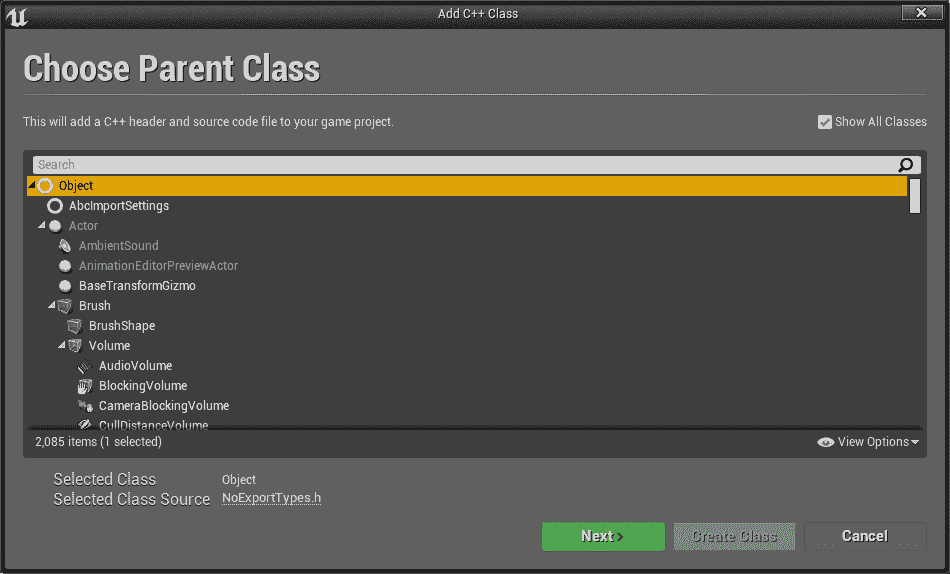 Add C++ Class
Choose Parent Class
This will add a C++ header and source code file to your game project.
Show All Classes
Search
Object
AbcImportSettings
Actor
AmbientSound
AnimationEditorPreviewActor
BaseTransformGizmo
Brush
BrushShape
Volume
AudioVolume
BlockingVolume
CameraBlockingVolume
CullDistanceVolume
2,085 items (1 selected)
View Options
Selected Class Object
Selected Class Source NoExportTypes.h
Next > Create Class Cancel